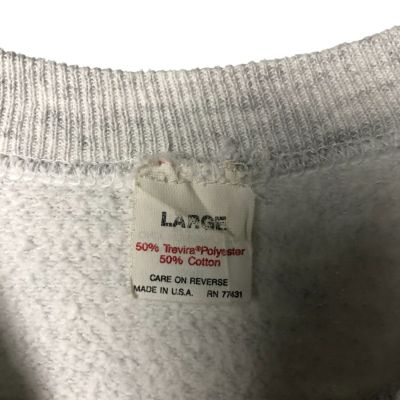 LARGE
50% Trevira®Polyester
50% Cotton
CARE ON REVERSE
MADE IN U.S.A. RN 77431